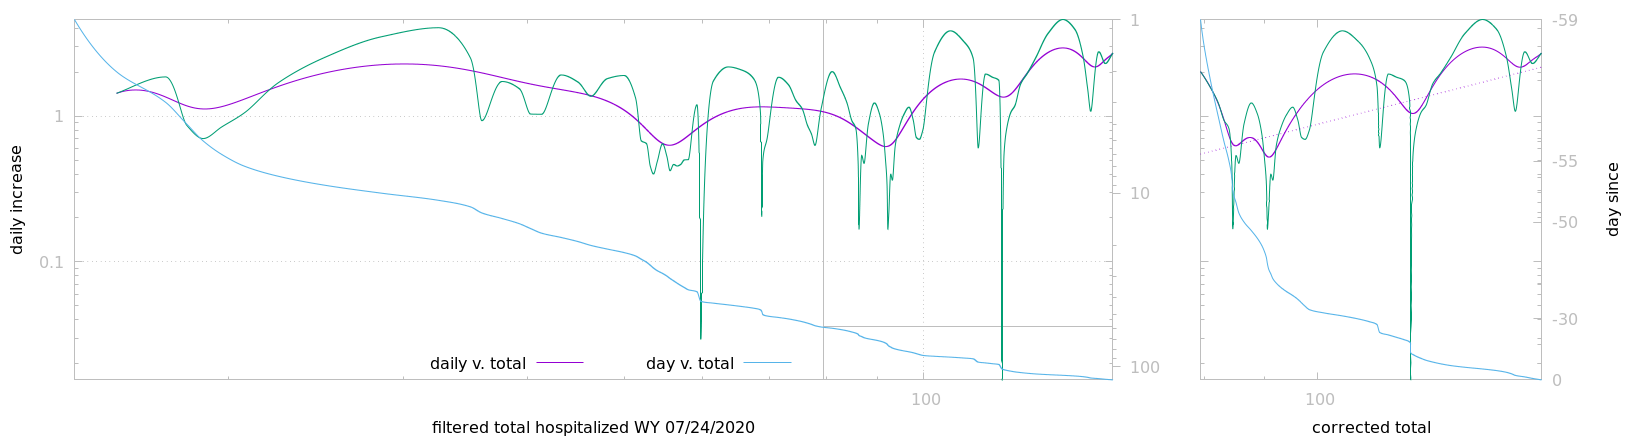 daily increase
1
0.1
1
10
100
daily v. total
day v. total
100
filtered total hospitalized WY 07/24/2020
-59
-55
-50
-30
0
day since
100
corrected total